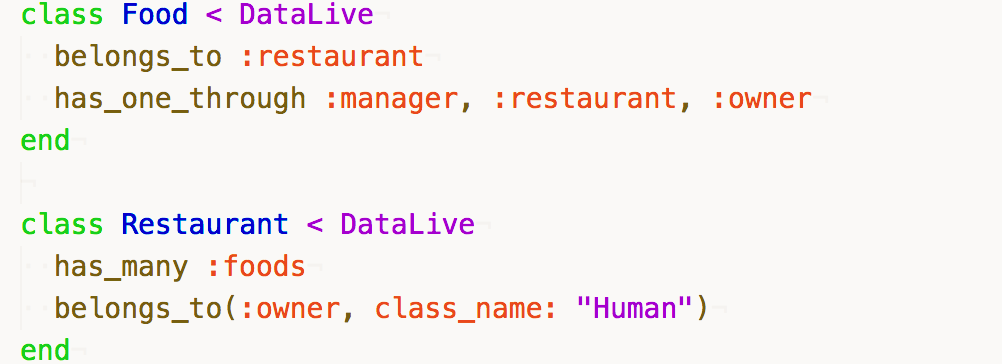 class Food < DataLive
  belongs_to :restaurant
  has_one_through :manager, :restaurant, :owner
end

class Restaurant < DataLive
  has_many :foods
  belongs_to(:owner, class_name: "Human")
end